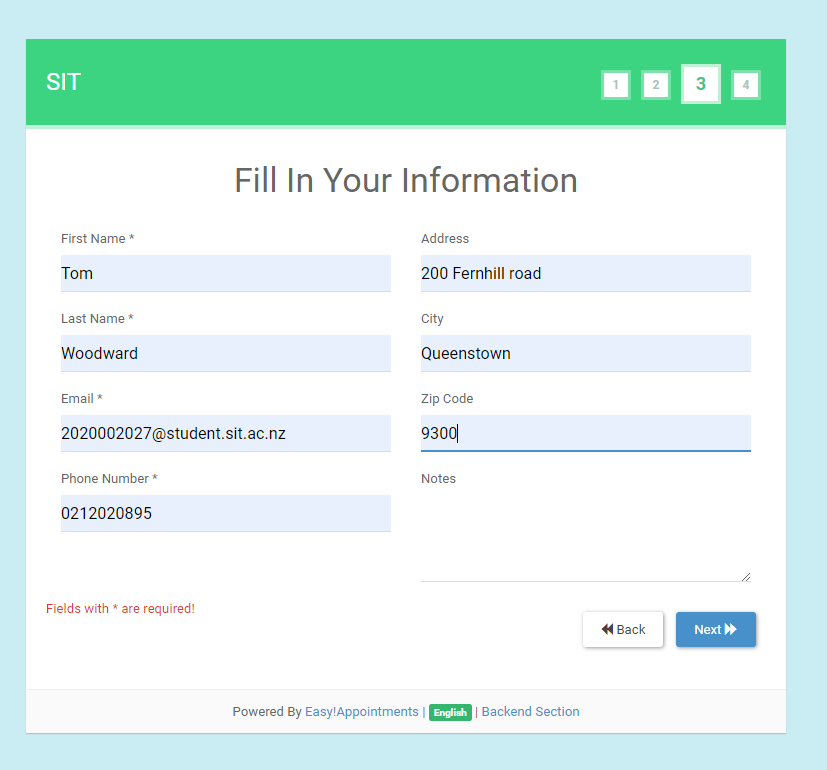 SIT
1 2 3 4
Fill In Your Information
First Name *
Tom
Last Name *
Woodward
Email *
2020002027@student.sit.ac.nz
Phone Number *
0212020895
Address
200 Fernhill road
City
Queenstown
Zip Code
9300
Notes
Fields with * are required!
Back
Next
Powered By Easy!Appointments | English | Backend Section